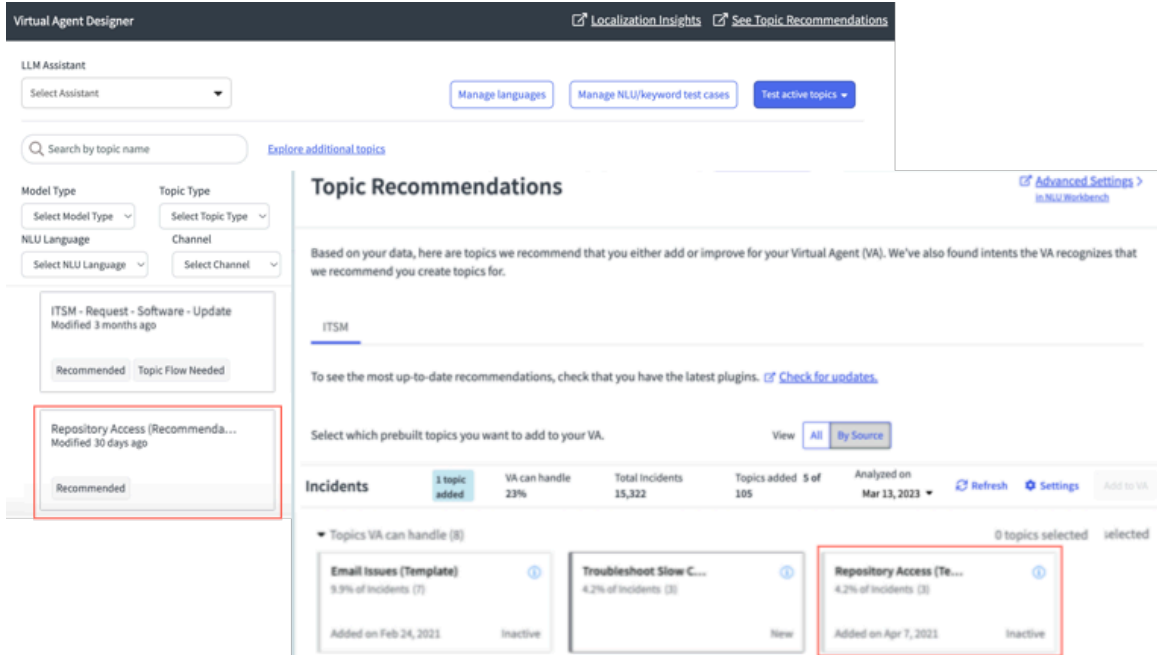 Virtual Agent Designer
Localization Insights
See Topic Recommendations
LLM Assistant
Select Assistant
Manage languages
Manage NLU/keyword test cases
Test active topics
Search by topic name
Explore additional topics
Model Type
Topic Type
Select Model Type
Select Topic Type
NLU Language
Channel
Select NLU Language
Select Channel
ITSM - Request - Software - Update
Modified 3 months ago
Recommended
Topic Flow Needed
Repository Access (Recommenda...
Modified 30 days ago
Recommended
Topic Recommendations
Advanced Settings >
in NLU Workbench
Based on your data, here are topics we recommend that you either add or improve for your Virtual Agent (VA). We've also found intents the VA recognizes that
we recommend you create topics for.
ITSM
To see the most up-to-date recommendations, check that you have the latest plugins. Check for updates.
Select which prebuilt topics you want to add to your VA.
View
All
By Source
Incidents
1 topic
added
VA can handle
23%
Total Incidents
15,322
Topics added 5 of
105
Analyzed on
Mar 13, 2023
Refresh
Settings
Add to VA
Topics VA can handle (8)
0 topics selected
selected
Email Issues (Template)
9.9% of Incidents (7)
Added on Feb 24, 2021
Inactive
Troubleshoot Slow C...
4.2% of Incidents (3)
New
Repository Access (Te...
4.2% of Incidents (3)
Added on Apr 7, 2021
Inactive